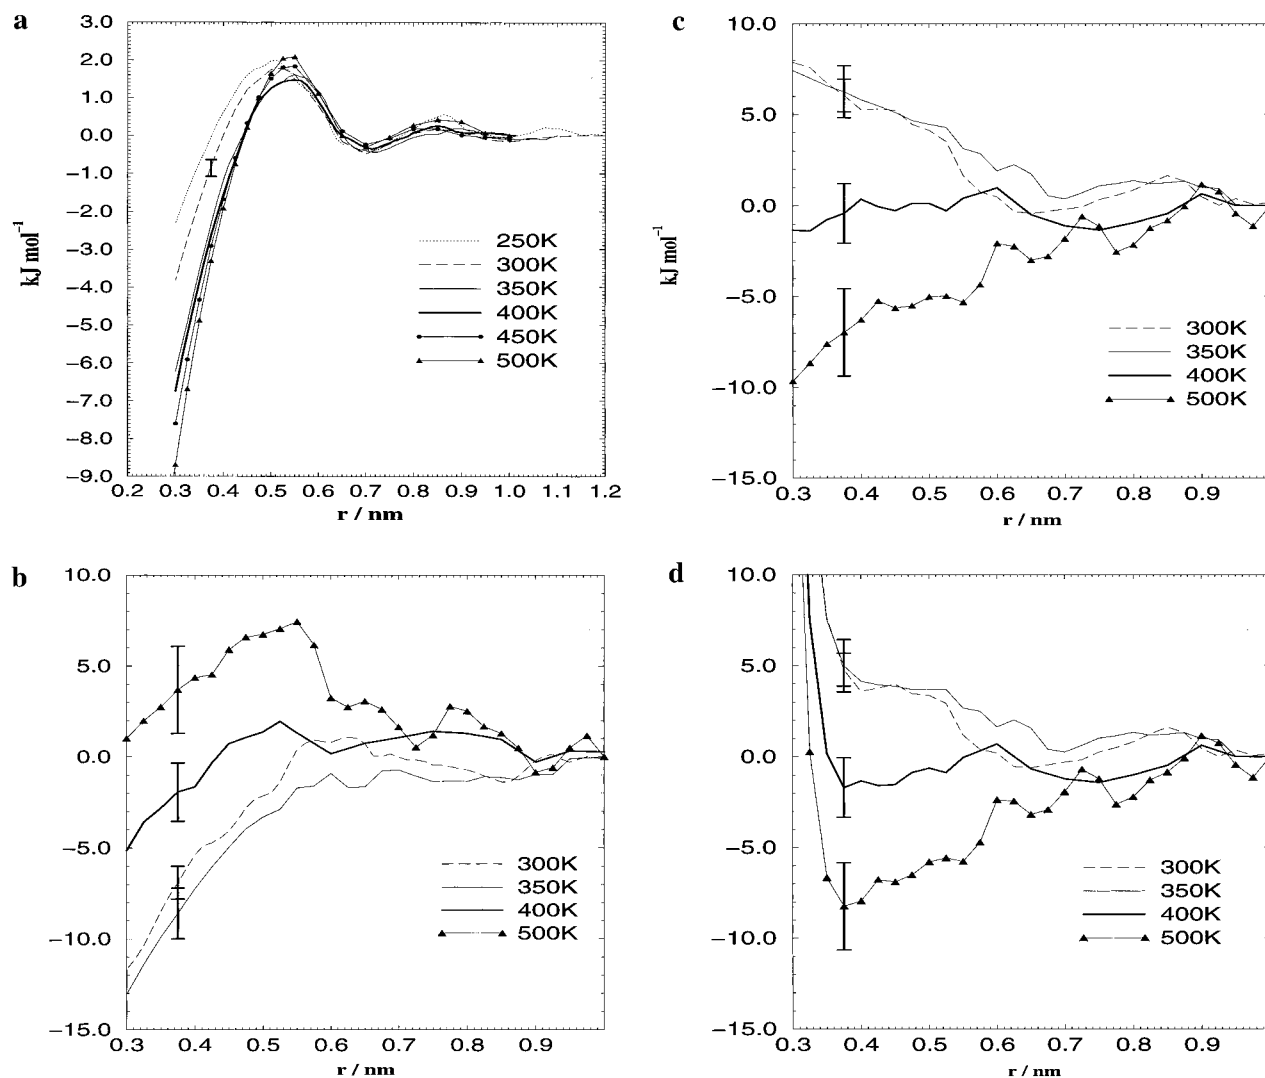 a
3.0
2.0
1.0
0.0
−1.0
−2.0
−3.0
−4.0
−5.0
−6.0
−7.0
−8.0
−9.0
kJ mol⁻¹
250K
300K
350K
400K
450K
500K
0.2 0.3 0.4 0.5 0.6 0.7 0.8 0.9 1.0 1.1 1.2
r / nm
c
10.0
5.0
0.0
−5.0
−10.0
−15.0
kJ mol⁻¹
300K
350K
400K
500K
0.3 0.4 0.5 0.6 0.7 0.8 0.9
r / nm
b
10.0
5.0
0.0
−5.0
−10.0
−15.0
300K
350K
400K
500K
0.3 0.4 0.5 0.6 0.7 0.8 0.9
r / nm
d
10.0
5.0
0.0
−5.0
−10.0
−15.0
300K
350K
400K
500K
0.3 0.4 0.5 0.6 0.7 0.8 0.9
r / nm